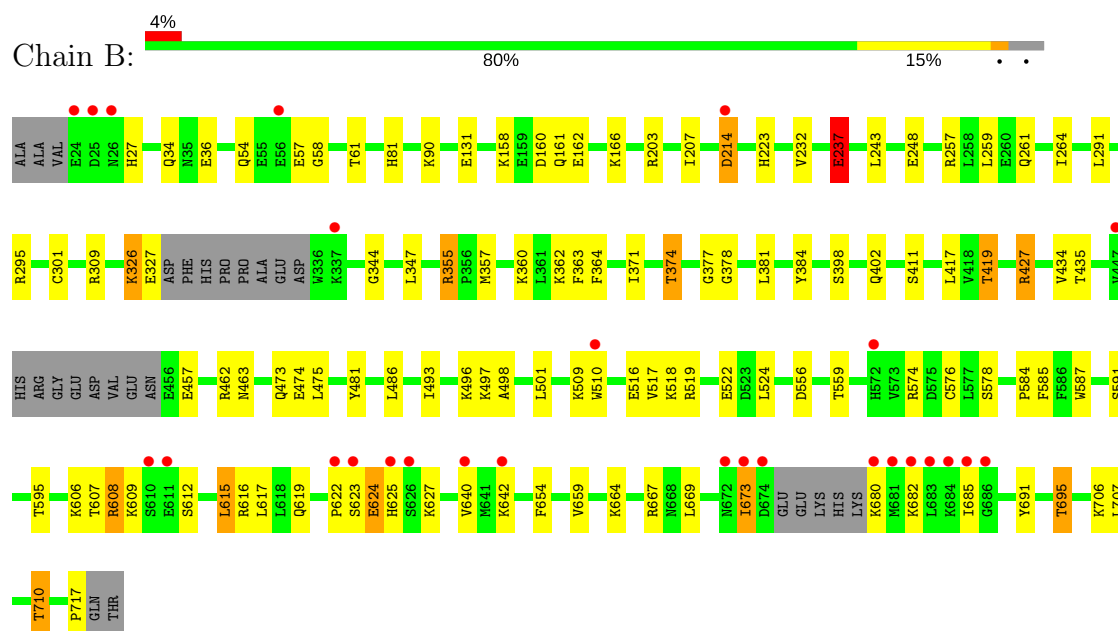 4%
Chain B:
80% 15% • •
ALA ALA VAL E24 D25 N26 H27 Q34 N35 E36 Q54 E55 E56 E57 G58 T61 H81 K90 E131 K158 E159 D160 Q161 E162 K166 R203 I207 D214 H223 V232 E237 L243 E248 R257 L258 L259 E260 Q261 I264 L291
R295 C301 R309 K326 E327 ASP PHE HIS PRO PRO ALA GLU ASP W336 K337 G344 L347 R355 P356 M357 K360 L361 K362 F363 F364 I371 T374 G377 G378 L381 Y384 S398 Q402 S411 L417 V418 T419 R427 V434 T435
HIS ARG GLY GLU ASP VAL GLU ASN E456 E457 R462 N463 Q473 E474 L475 Y481 L486 I493 K496 K497 A498 L501 K509 W510 E516 V517 K518 R519 E522 D523 L524 D556 T559 H572 V573 R574 D575 C576 L577 S578 P584 F585 F586 W587
T595 K606 T607 R608 K609 S610 E611 S612 L615 R616 L617 L618 Q619 P622 S623 E624 H625 S626 K627 V640 M641 K642 F654 V659 K664 R667 N668 L669 N672 I673 D674 GLU GLU LYS HIS LYS K680 M681 K682 L683 K684 I685 G686 Y691 T695 K706 L707
T710 P717 GLN THR